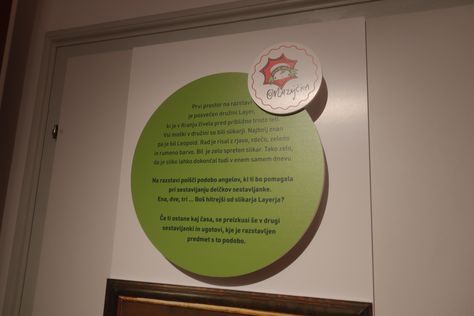 Prvi prostor na razstavi
je posvečen družini Layer,
ki je v Kranju živela pred približno tristo leti.
Vsi moški v družini so bili slikarji. Najbolj znan
pa je bil Leopold. Rad je risal z rjavo, rdečo, zeleno
in rumeno barvo. Bil je zelo spreten slikar. Tako zelo,
da je sliko lahko dokončal tudi v enem samem dnevu.
Na razstavi poišči podobo angelov, ki ti bo pomagala
pri sestavljanju delčkov sestavljanke.
Ena, dve, tri ... Boš hitrejši od slikarja Layerja?
Če ti ostane kaj časa, se preizkusi še v drugi
sestavljanki in ugotovi, kje je razstavljen
predmet s to podobo.